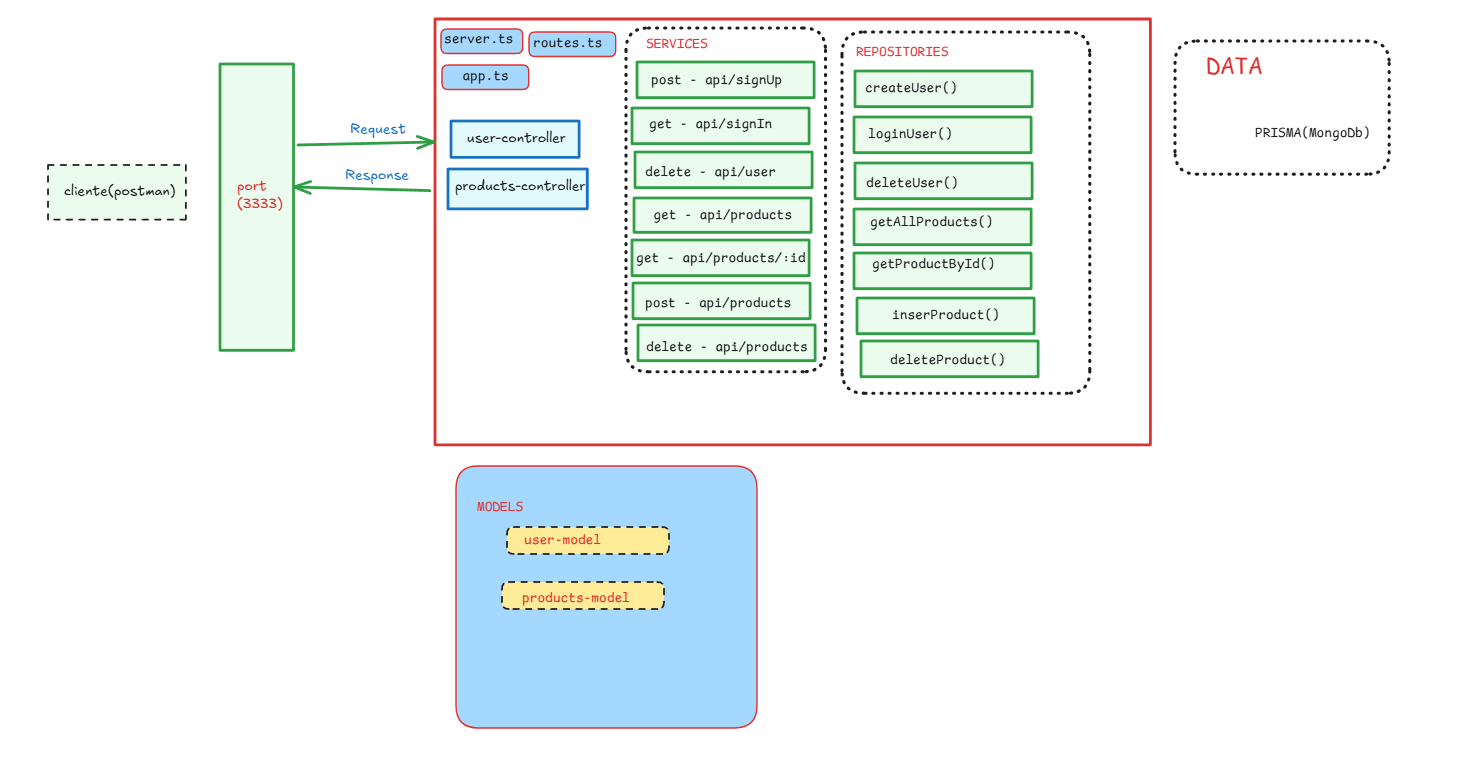 cliente(postman)
port
(3333)
Request
Response
server.ts
routes.ts
app.ts
user-controller
products-controller
SERVICES
post - api/signUp
get - api/signIn
delete - api/user
get - api/products
get - api/products/:id
post - api/products
delete - api/products
REPOSITORIES
createUser()
loginUser()
deleteUser()
getAllProducts()
getProductById()
inserProduct()
deleteProduct()
DATA
PRISMA(MongoDb)
MODELS
user-model
products-model